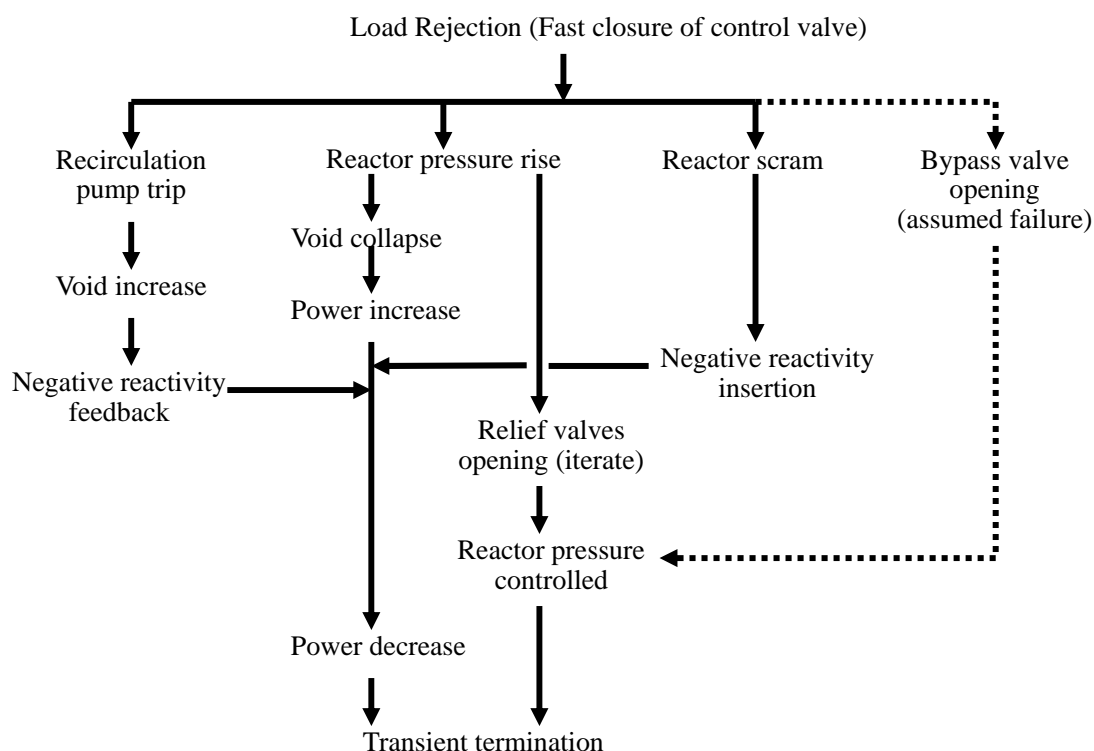 Load Rejection (Fast closure of control valve)
Recirulation
pump trip
Reactor pressure rise
Reactor scram
Bypass valve
opening
(assumed failure)
Void collapse
Void increase
Power increase
Negative reactivity
feedback
Negative reactivity
insertion
Relief valves
opening (iterate)
Reactor pressure
controlled
Power decrease
Transient termination